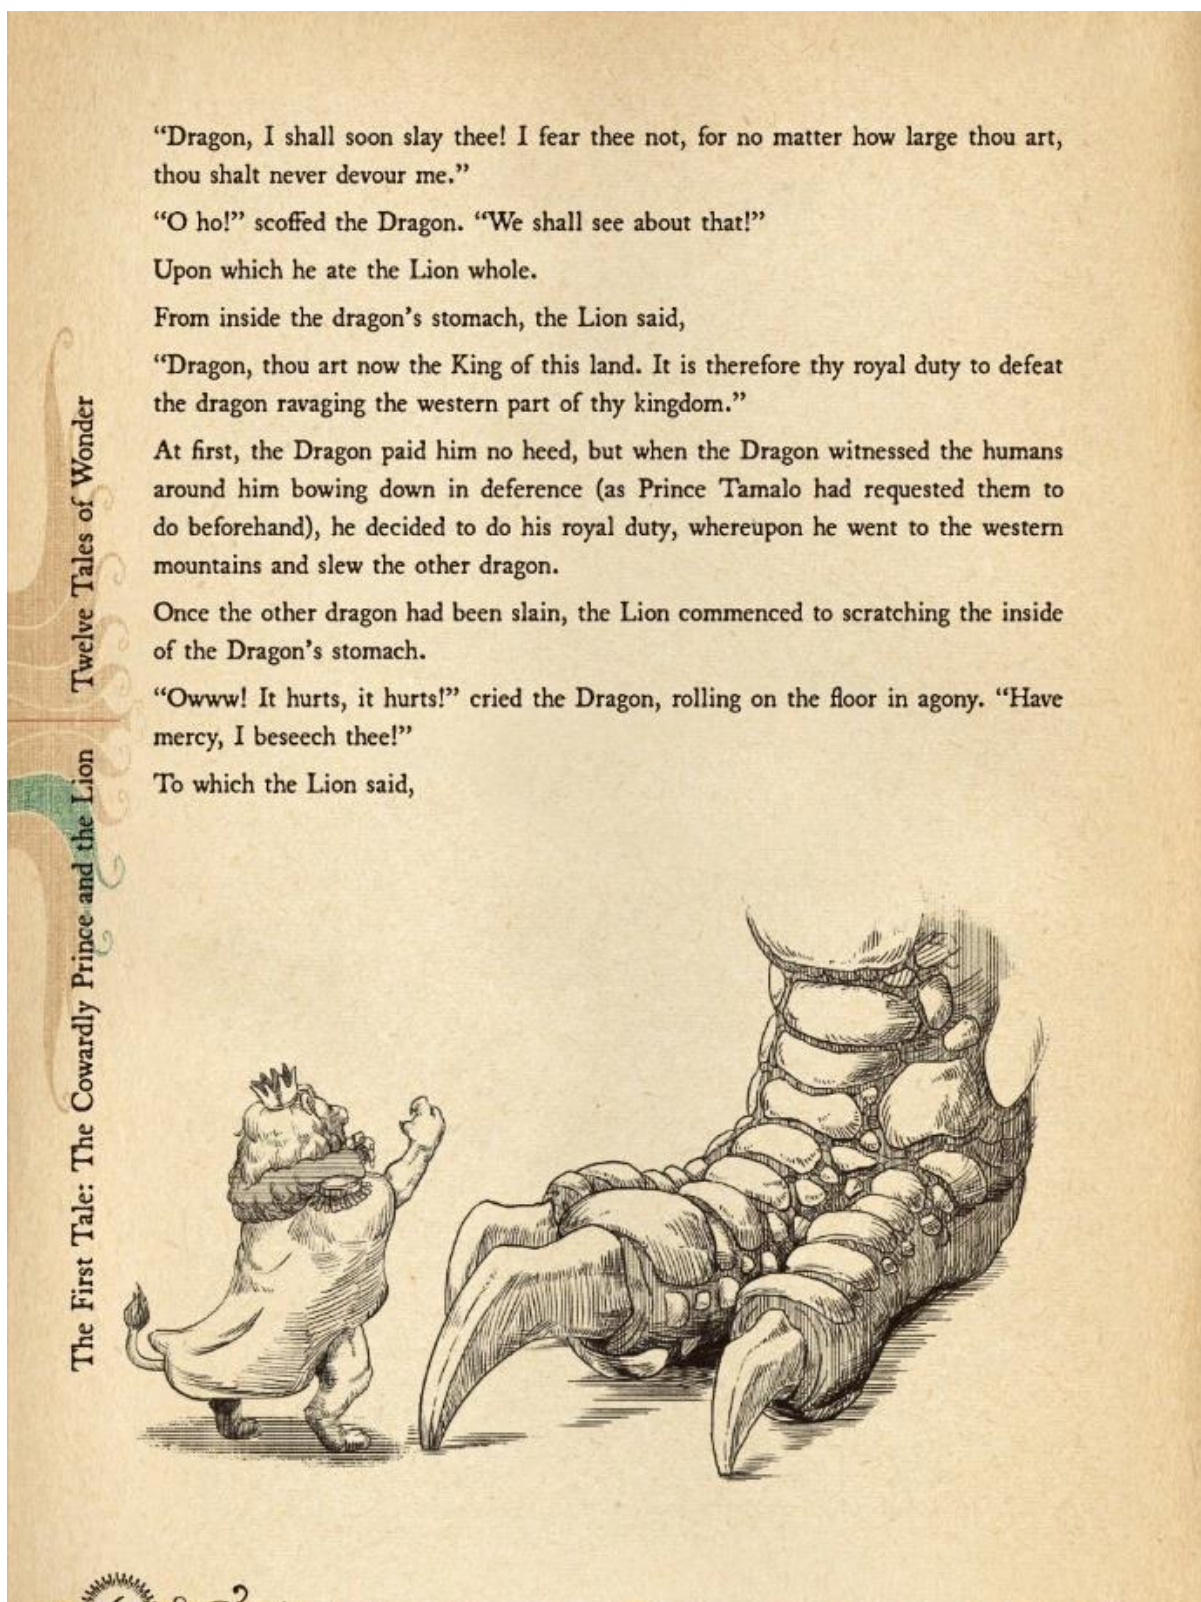 “Dragon, I shall soon slay thee! I fear thee not, for no matter how large thou art,
thou shalt never devour me.”
“O ho!” scoffed the Dragon. “We shall see about that!”
Upon which he ate the Lion whole.
From inside the dragon’s stomach, the Lion said,
“Dragon, thou art now the King of this land. It is therefore thy royal duty to defeat
the dragon ravaging the western part of thy kingdom.”
At first, the Dragon paid him no heed, but when the Dragon witnessed the humans
around him bowing down in deference (as Prince Tamalo had requested them to
do beforehand), he decided to do his royal duty, whereupon he went to the western
mountains and slew the other dragon.
Once the other dragon had been slain, the Lion commenced to scratching the inside
of the Dragon’s stomach.
“Owww! It hurts, it hurts!” cried the Dragon, rolling on the floor in agony. “Have
mercy, I beseech thee!”
To which the Lion said,
The First Tale: The Cowardly Prince and the Lion Twelve Tales of Wonder